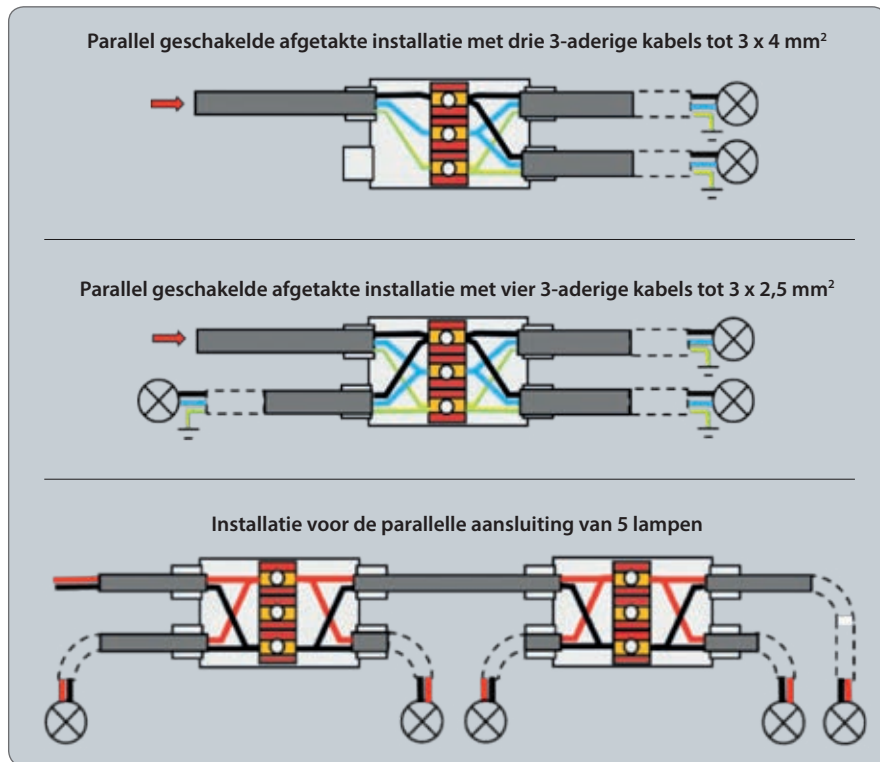 Parallel geschakelde afgetakte installatie met drie 3-aderige kabels tot 3 x 4 mm²
Parallel geschakelde afgetakte installatie met vier 3-aderige kabels tot 3 x 2,5 mm²
Installatie voor de parallelle aansluiting van 5 lampen